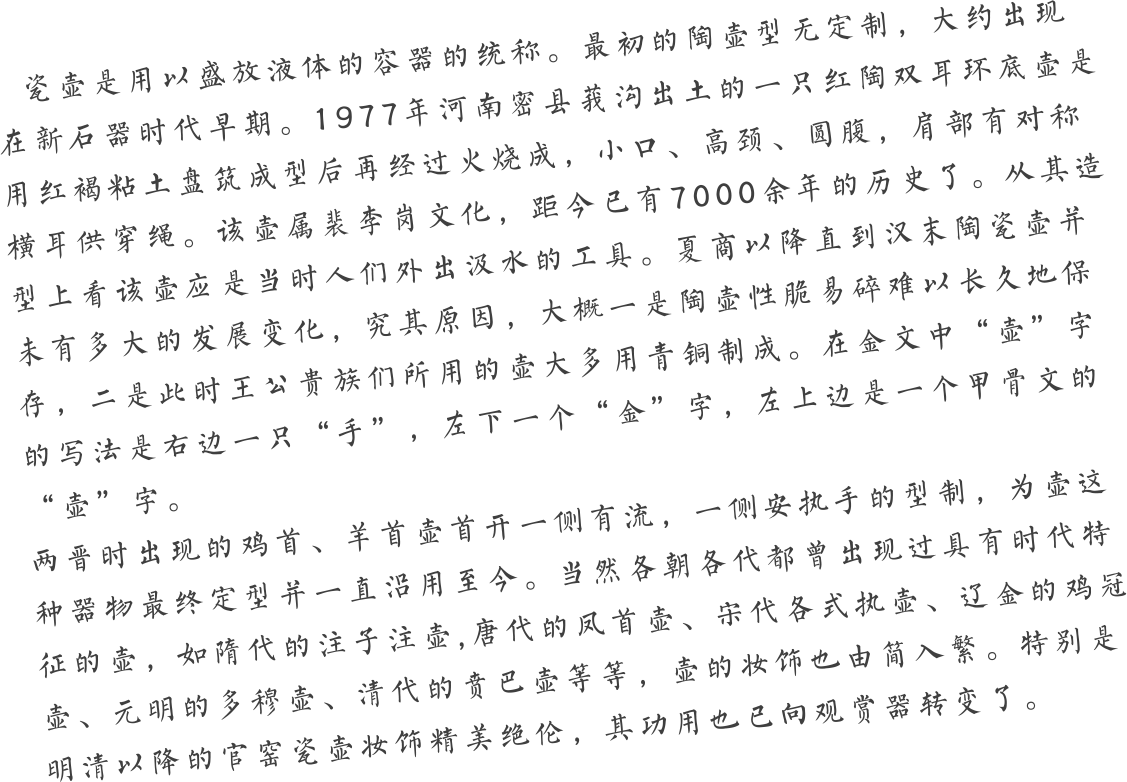 瓷壶是用以盛放液体的容器的统称。最初的陶壶型无定制，大约出现
在新石器时代早期。1977年河南密县莪沟出土的一只红陶双耳环底壶是
用红褐粘土盘筑成型后再经过火烧成，小口、高颈、圆腹，肩部有对称
横耳供穿绳。该壶属裴李岗文化，距今已有7000余年的历史了。从其造
型上看该壶应是当时人们外出汲水的工具。夏商以降直到汉末陶瓷壶并
未有多大的发展变化，究其原因，大概一是陶壶性脆易碎难以长久地保
存，二是此时王公贵族们所用的壶大多用青铜制成。在金文中“壶”字
的写法是右边一只“手”，左下一个“金”字，左上边是一个甲骨文的
“壶”字。
两晋时出现的鸡首、羊首壶首开一侧有流，一侧安执手的型制，为壶这
种器物最终定型并一直沿用至今。当然各朝各代都曾出现过具有时代特
征的壶，如隋代的注子注壶,唐代的凤首壶、宋代各式执壶、辽金的鸡冠
壶、元明的多穆壶、清代的贲巴壶等等，壶的妆饰也由简入繁。特别是
明清以降的官窑瓷壶妆饰精美绝伦，其功用也已向观赏器转变了。